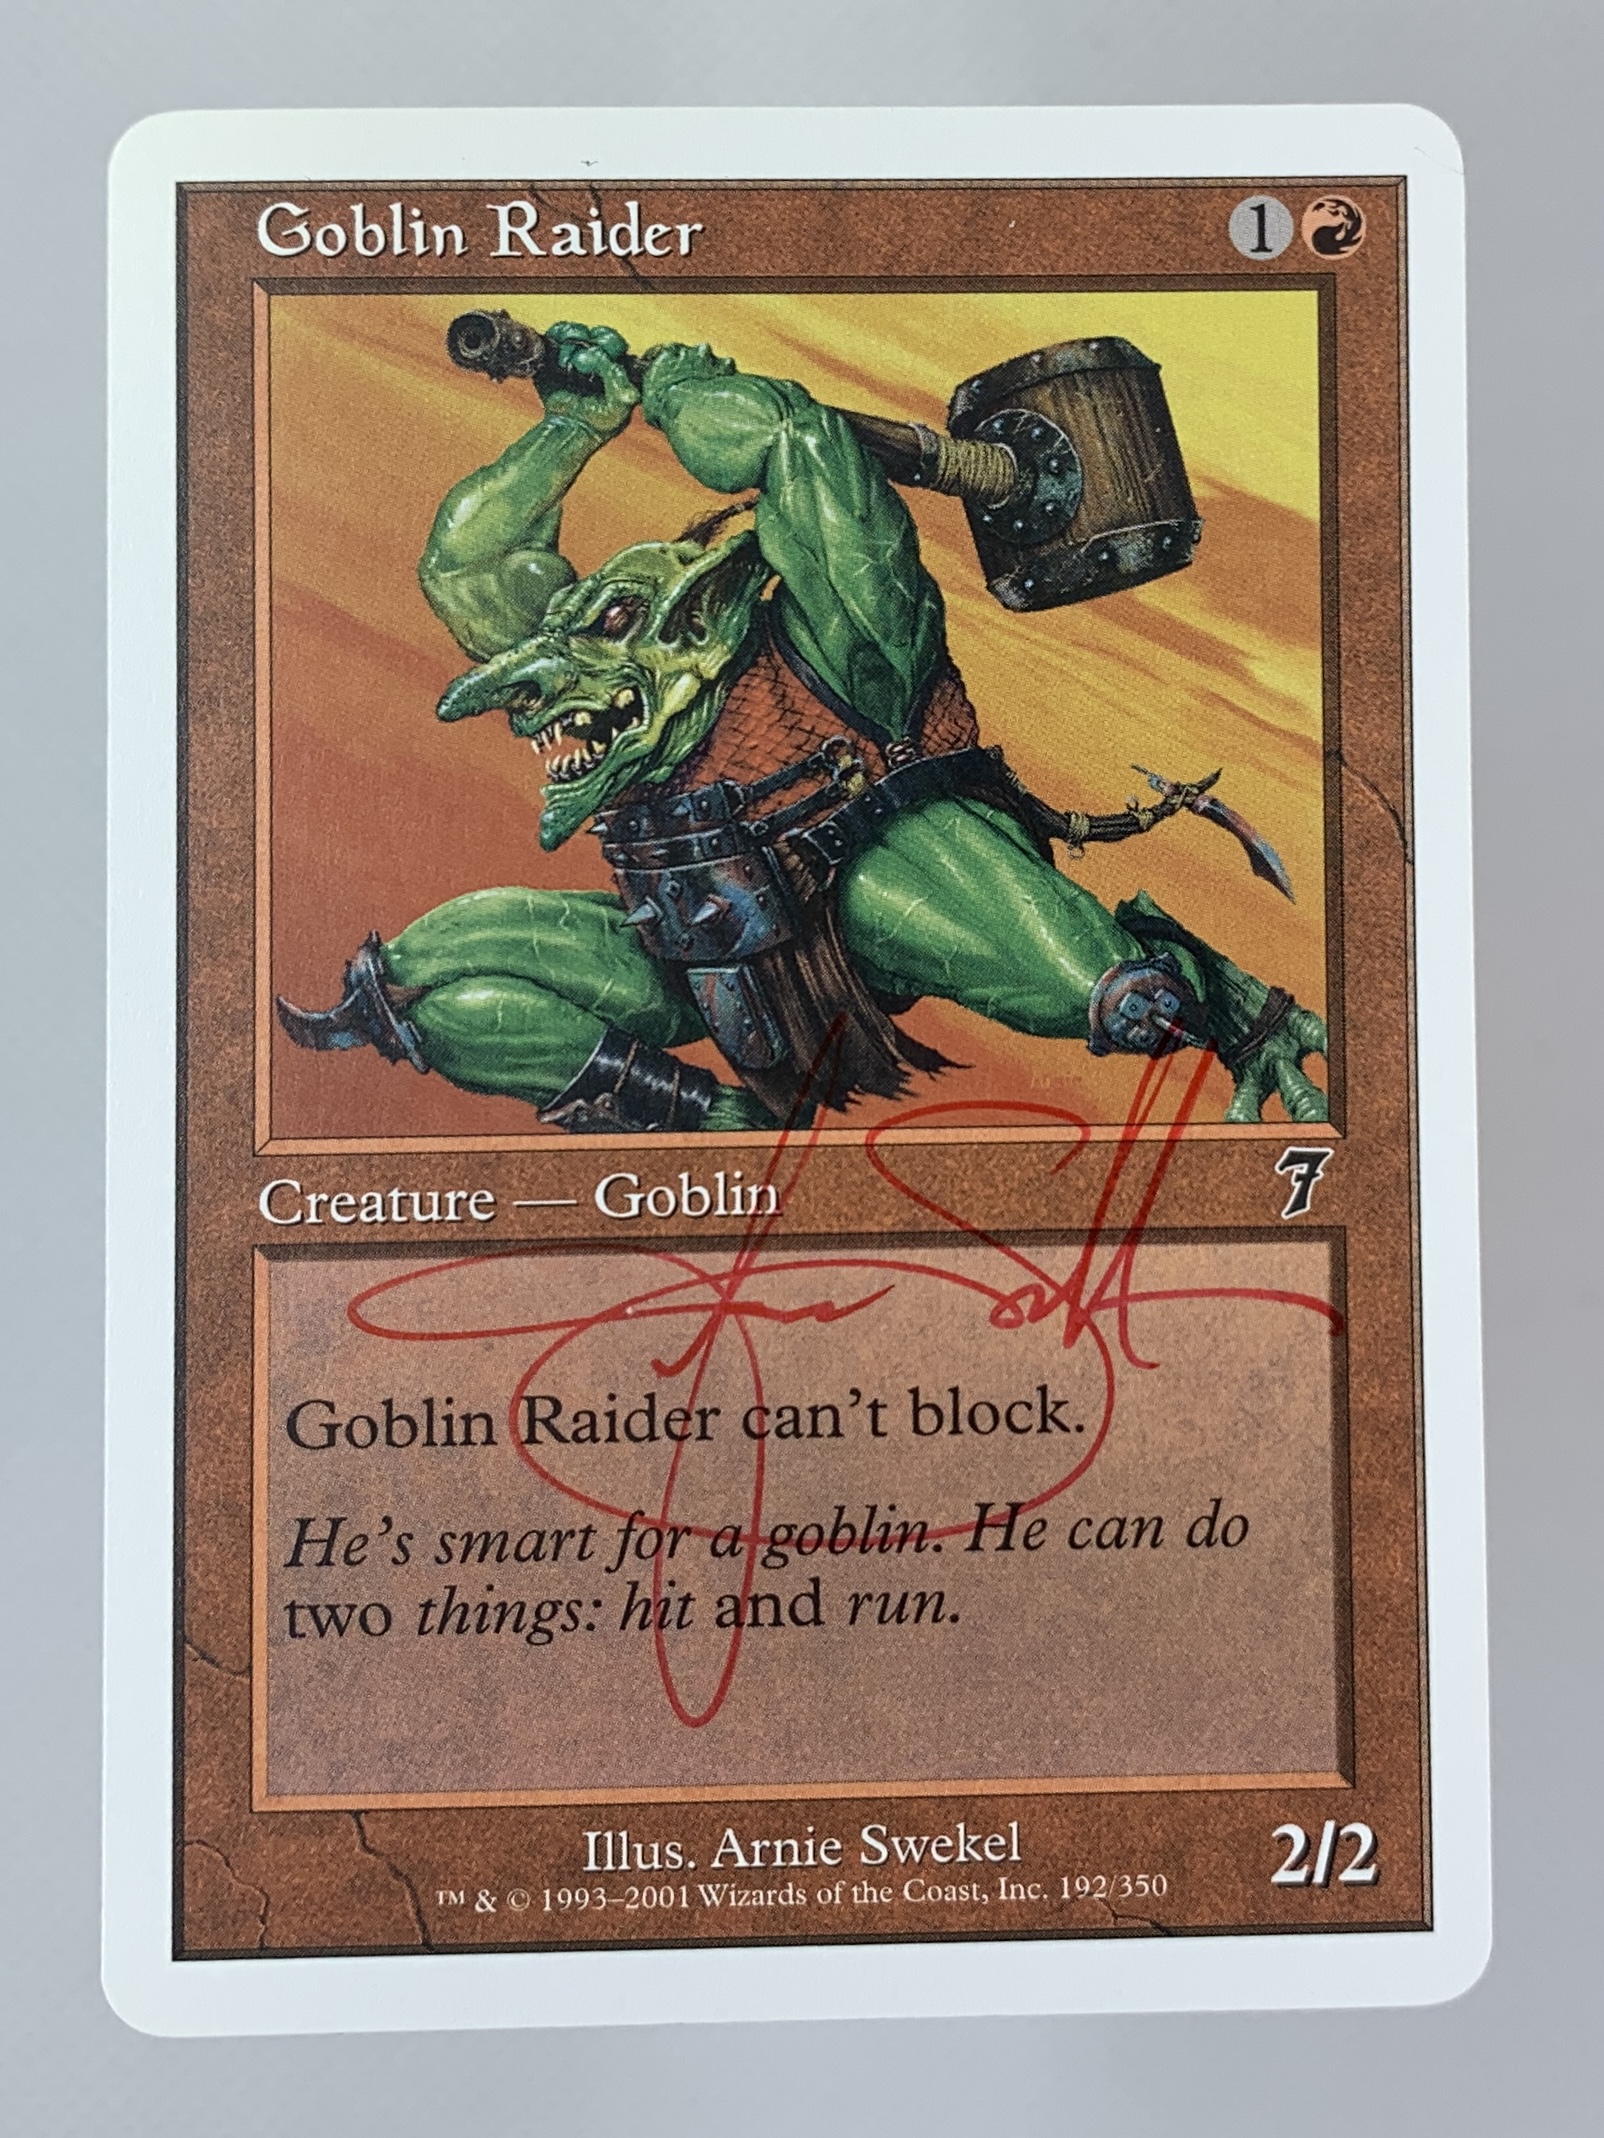 Goblin Raider 1
Creature — Goblin 7
Goblin Raider can't block.
He's smart for a goblin. He can do
two things: hit and run.
Illus. Arnie Swekel
2/2
™ & © 1993–2001 Wizards of the Coast, Inc. 192/350